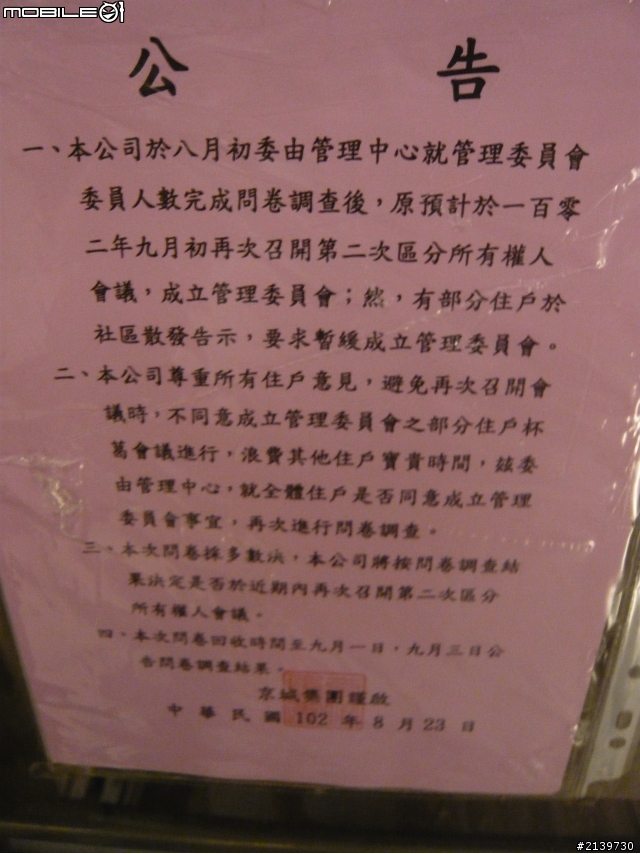 MOBILE01
公告
一、本公司於八月初委由管理中心就管理委員會
委員人數完成問卷調查後，原預計於一百零
二年九月初再次召開第二次區分所有權人
會議，成立管理委員會；然，有部分住戶於
社區散發告示，要求暫緩成立管理委員會。
二、本公司尊重所有住戶意見，避免再次召開會
議時，不同意成立管理委員會之部分住戶杯
葛會議進行，浪費其他住戶寶貴時間，茲委
由管理中心，就全體住戶是否同意成立管理
委員會事宜，再次進行問卷調查。
三、本次問卷採多數決，本公司將按問卷調查結
果決定是否於近期內再次召開第二次區分
所有權人會議。
四、本次問卷回收時間至九月一日，九月三日公
告問卷調查結果。
京城集團謹啟
中華民國 102 年 8 月 23 日
#2139730